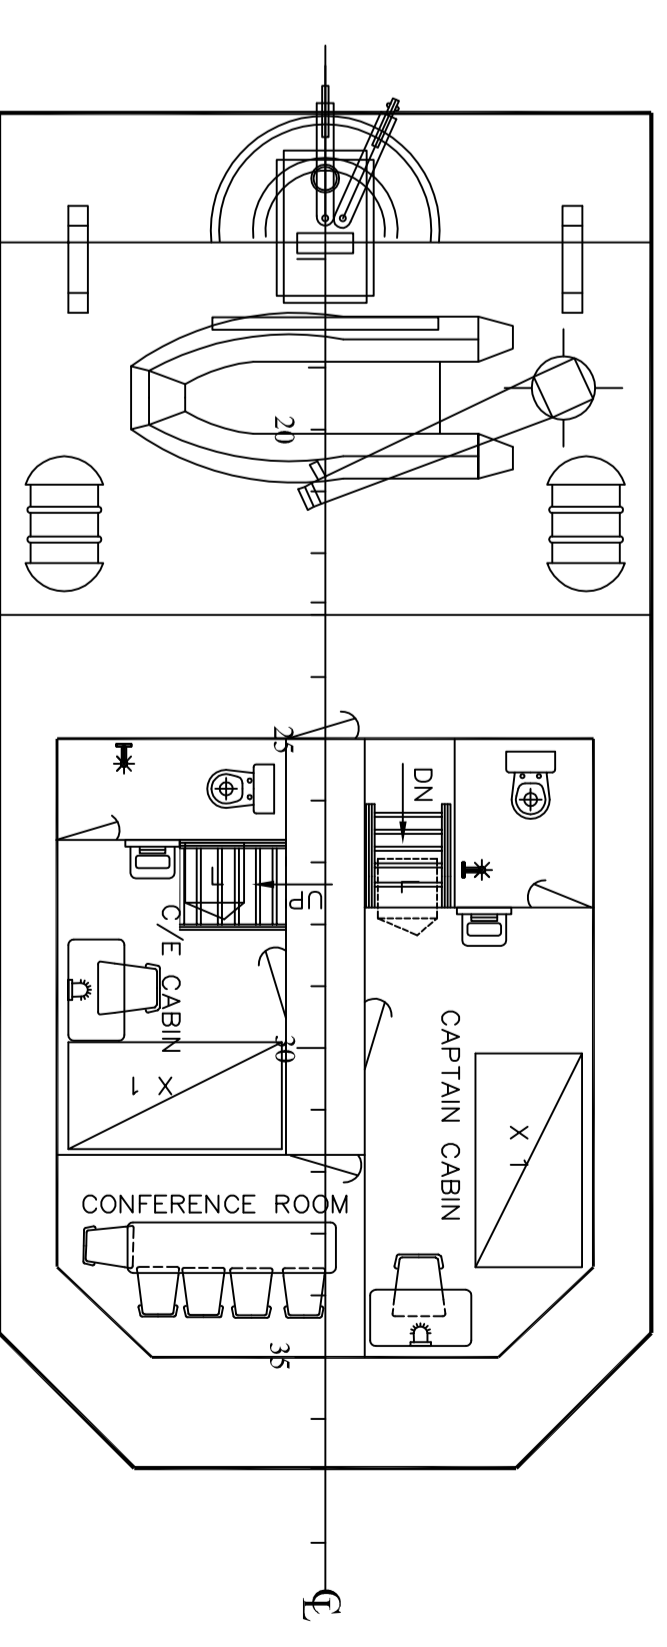 20
25
DN
UP
C/E CABIN
30
X 1
CAPTAIN CABIN
X 1
CONFERENCE ROOM
35
CL